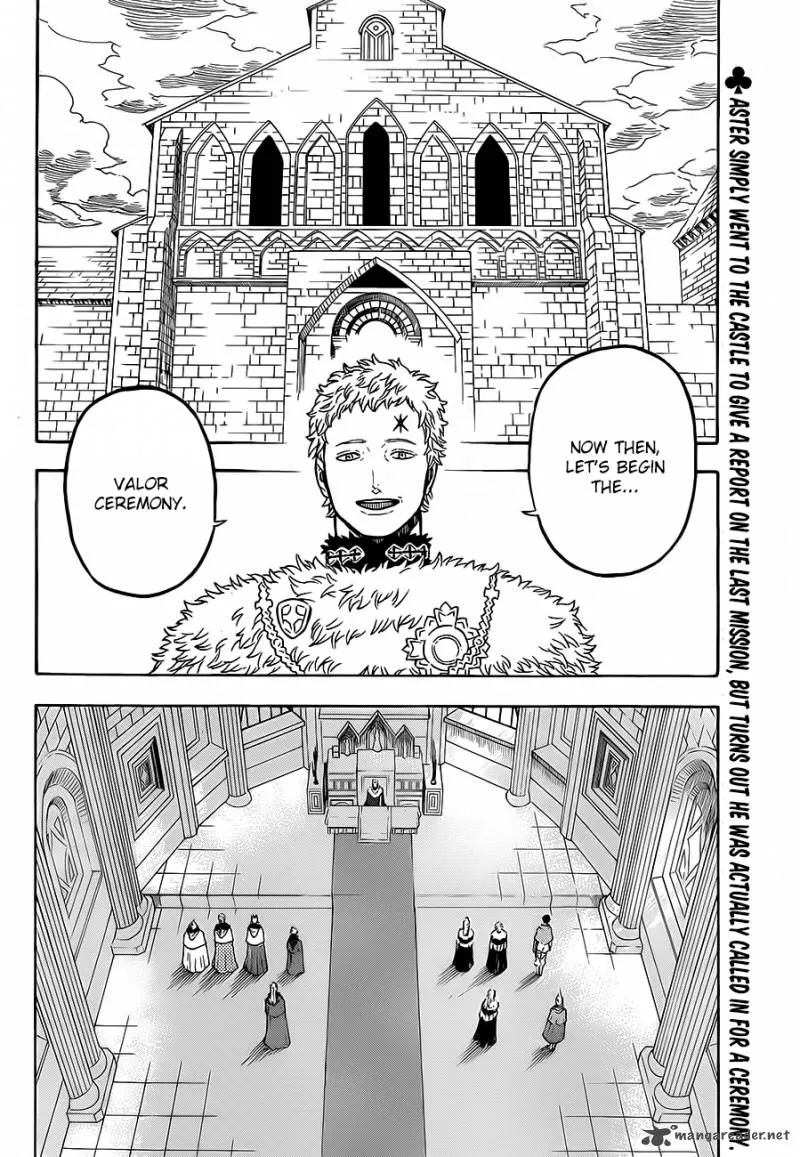 NOW THEN,
LET'S BEGIN
THE...
VALOR
CEREMONY.
♣ASTER SIMPLY WENT TO THE CASTLE TO GIVE A REPORT ON THE LAST MISSION, BUT TURNS OUT HE WAS ACTUALLY CALLED IN FOR A CEREMONY.
mangareader.net